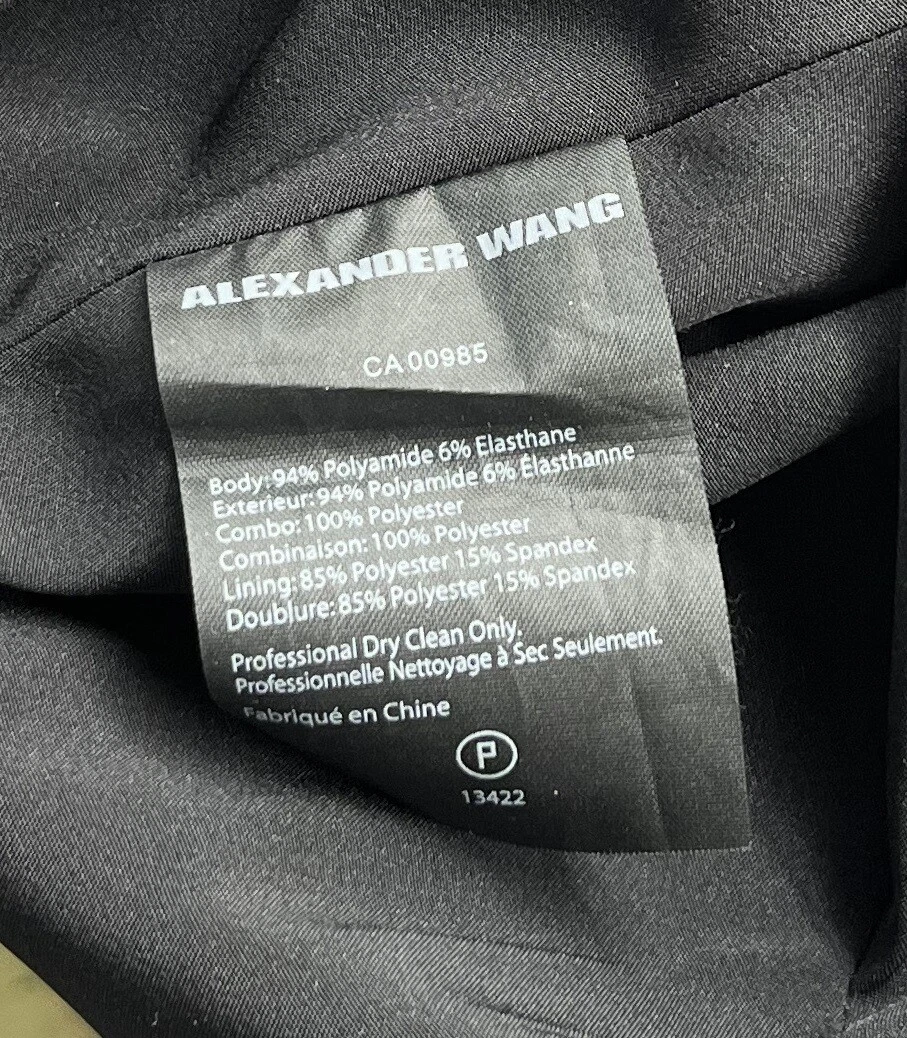 ALEXANDER WANG
CA 00985
Body: 94% Polyamide 6% Elasthane
Exterieur: 94% Polyamide 6% Élasthanne
Combo: 100% Polyester
Combinaison: 100% Polyester
Lining: 85% Polyester 15% Spandex
Doublure: 85% Polyester 15% Spandex
Professional Dry Clean Only.
Professionnelle Nettoyage à Sec Seulement.
Fabriqué en Chine
P
13422